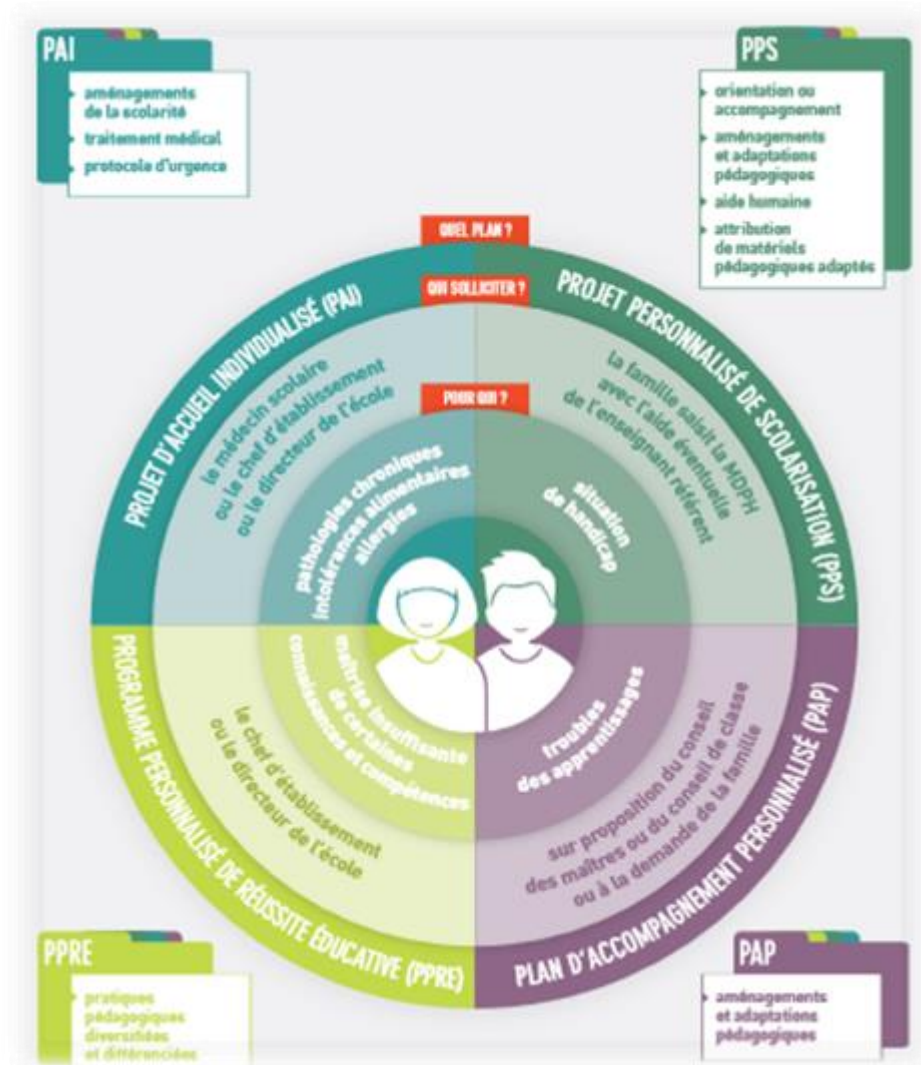 PAI
aménagements
de la scolarité
traitement médical
protocole d'urgence
PPS
orientation ou
accompagnement
aménagements
et adaptations
pédagogiques
aide humaine
attribution
de matériels
pédagogiques adaptés
QUEL PLAN ?
QUI SOLLICITER ?
POUR QUI ?
PROJET D'ACCUEIL INDIVIDUALISÉ (PAI)
le médecin scolaire
ou le chef d'établissement
ou le directeur de l'école
pathologies chroniques
intolérances alimentaires
allergies
PROJET PERSONNALISÉ DE SCOLARISATION (PPS)
la famille saisit la MDPH
avec l'aide éventuelle
de l'enseignant référent
situation
de handicap
PROGRAMME PERSONNALISÉ DE RÉUSSITE ÉDUCATIVE (PPRE)
le chef d'établissement
ou le directeur de l'école
maîtrise insuffisante
de certaines
connaissances et compétences
PLAN D'ACCOMPAGNEMENT PERSONNALISÉ (PAP)
sur proposition du conseil
des maîtres ou du conseil de classe
ou à la demande de la famille
troubles
des apprentissages
PPRE
pratiques
pédagogiques
diversifiées
et différenciées
PAP
aménagements
et adaptations
pédagogiques